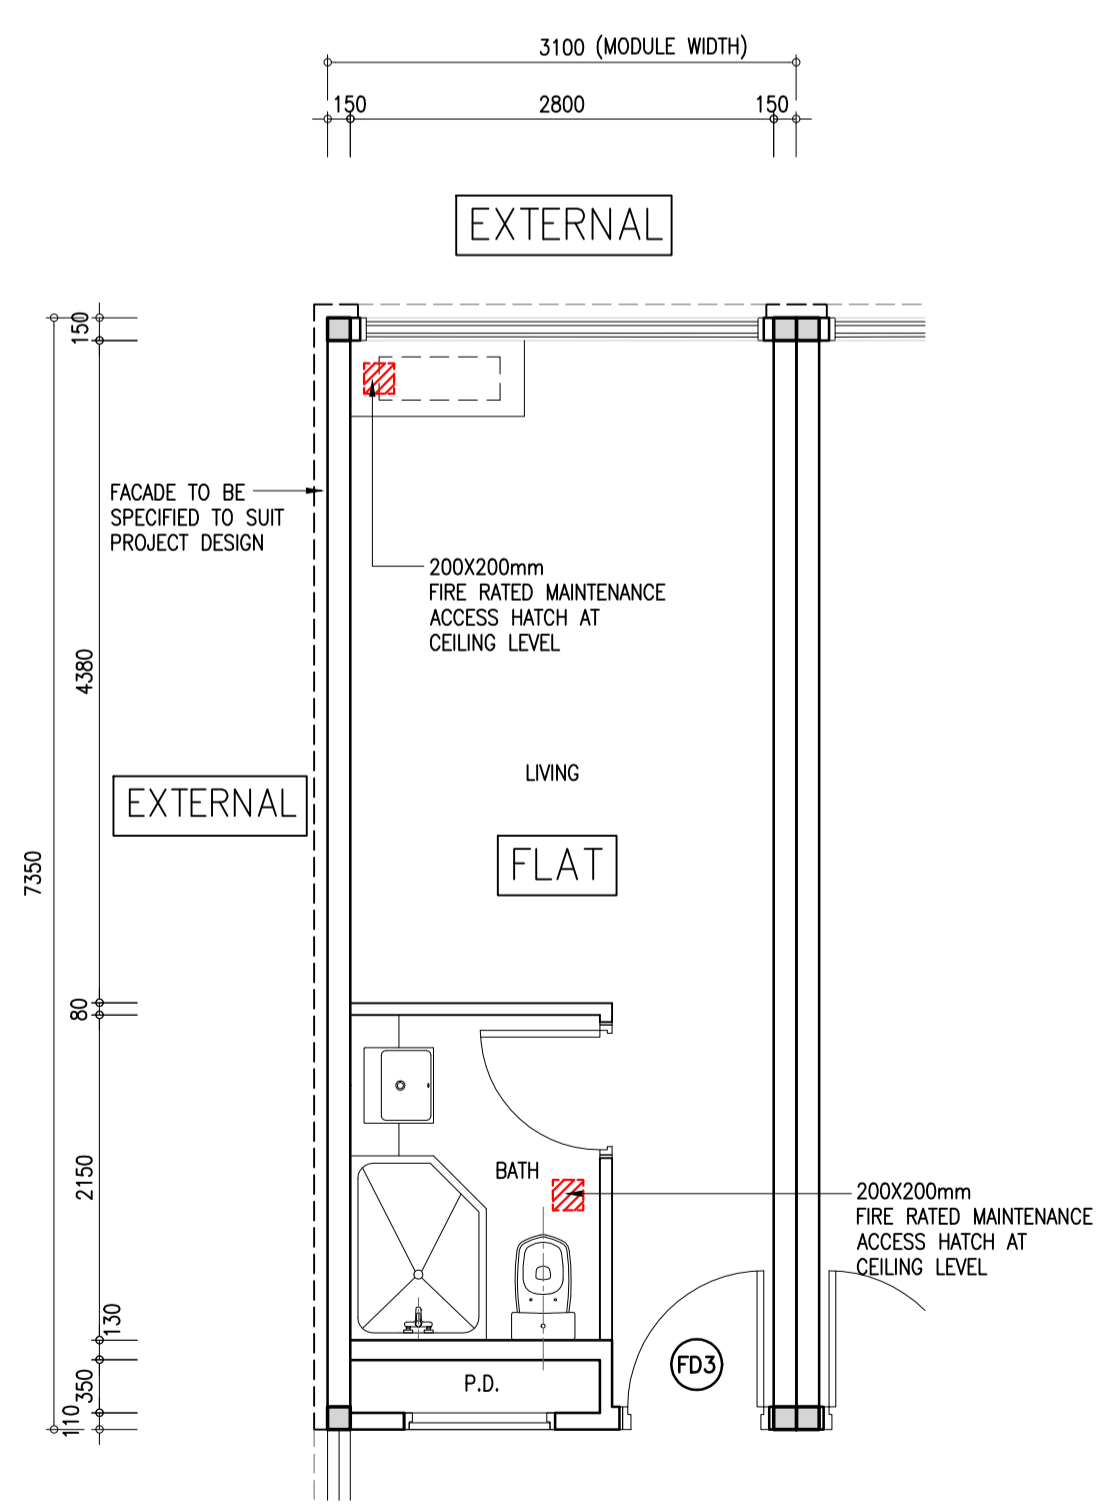 3100 (MODULE WIDTH)
150 2800 150
EXTERNAL
150
FACADE TO BE
SPECIFIED TO SUIT
PROJECT DESIGN
200X200mm
FIRE RATED MAINTENANCE
ACCESS HATCH AT
CEILING LEVEL
4380
LIVING
EXTERNAL
FLAT
7350
80
2150
BATH
200X200mm
FIRE RATED MAINTENANCE
ACCESS HATCH AT
CEILING LEVEL
130
FD3
350
P.D.
110